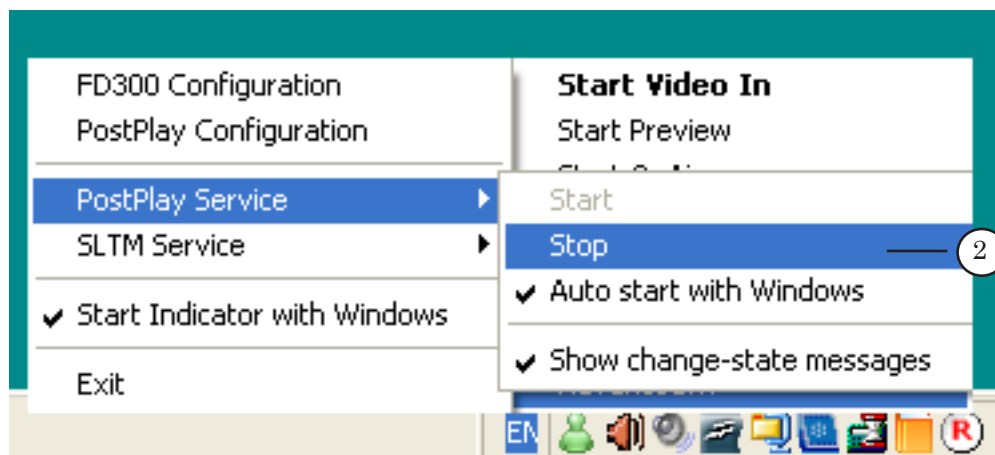 FD300 Configuration
PostPlay Configuration
PostPlay Service
SLTM Service
Start Indicator with Windows
Exit
Start Video In
Start Preview
Start
Stop
2
Auto start with Windows
Show change-state messages
EN
R